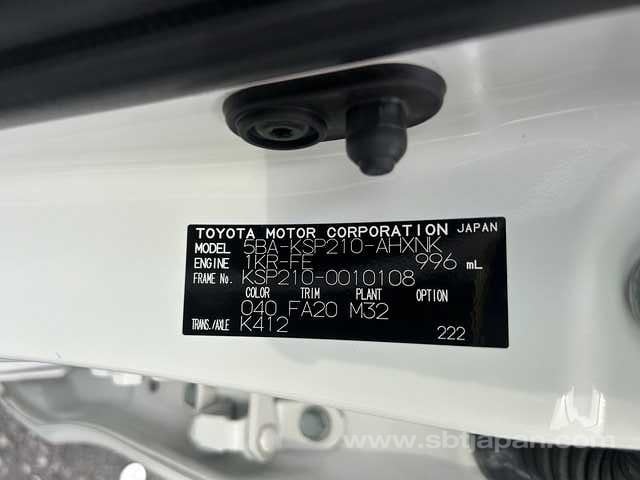 TOYOTA MOTOR CORPORATION JAPAN
MODEL 5BA-KSP210-AHXNK
ENGINE 1KR-FE 996 mL
FRAME No. KSP210-0010108
COLOR TRIM PLANT OPTION
040 FA20 M32
TRANS./AXLE K412
222
www.sbtjapan.com